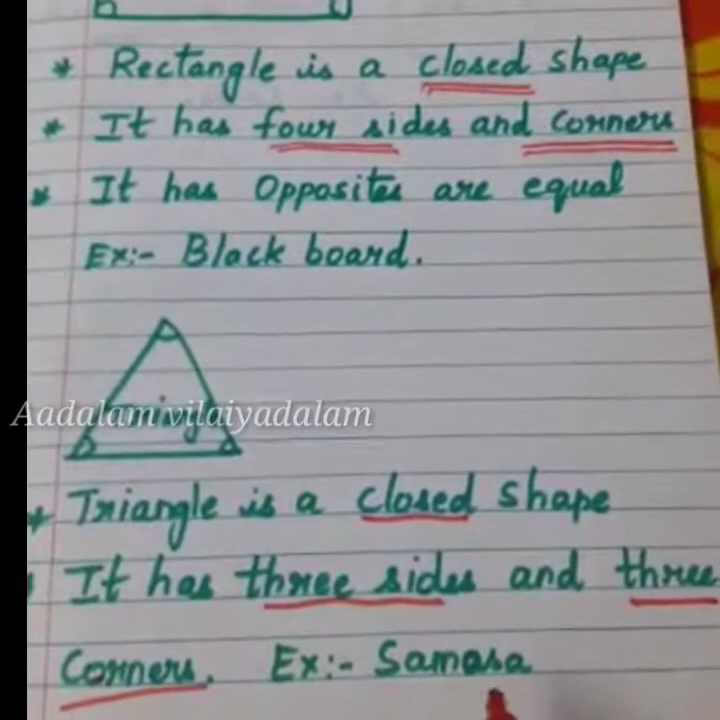 * Rectangle is a closed shape
* It has four sides and corners
* It has Opposites are equal
Ex:- Black board.
Aadalam vilaiyadalam
* Triangle is a closed shape
It has three sides and three
Corners. Ex:- Samosa